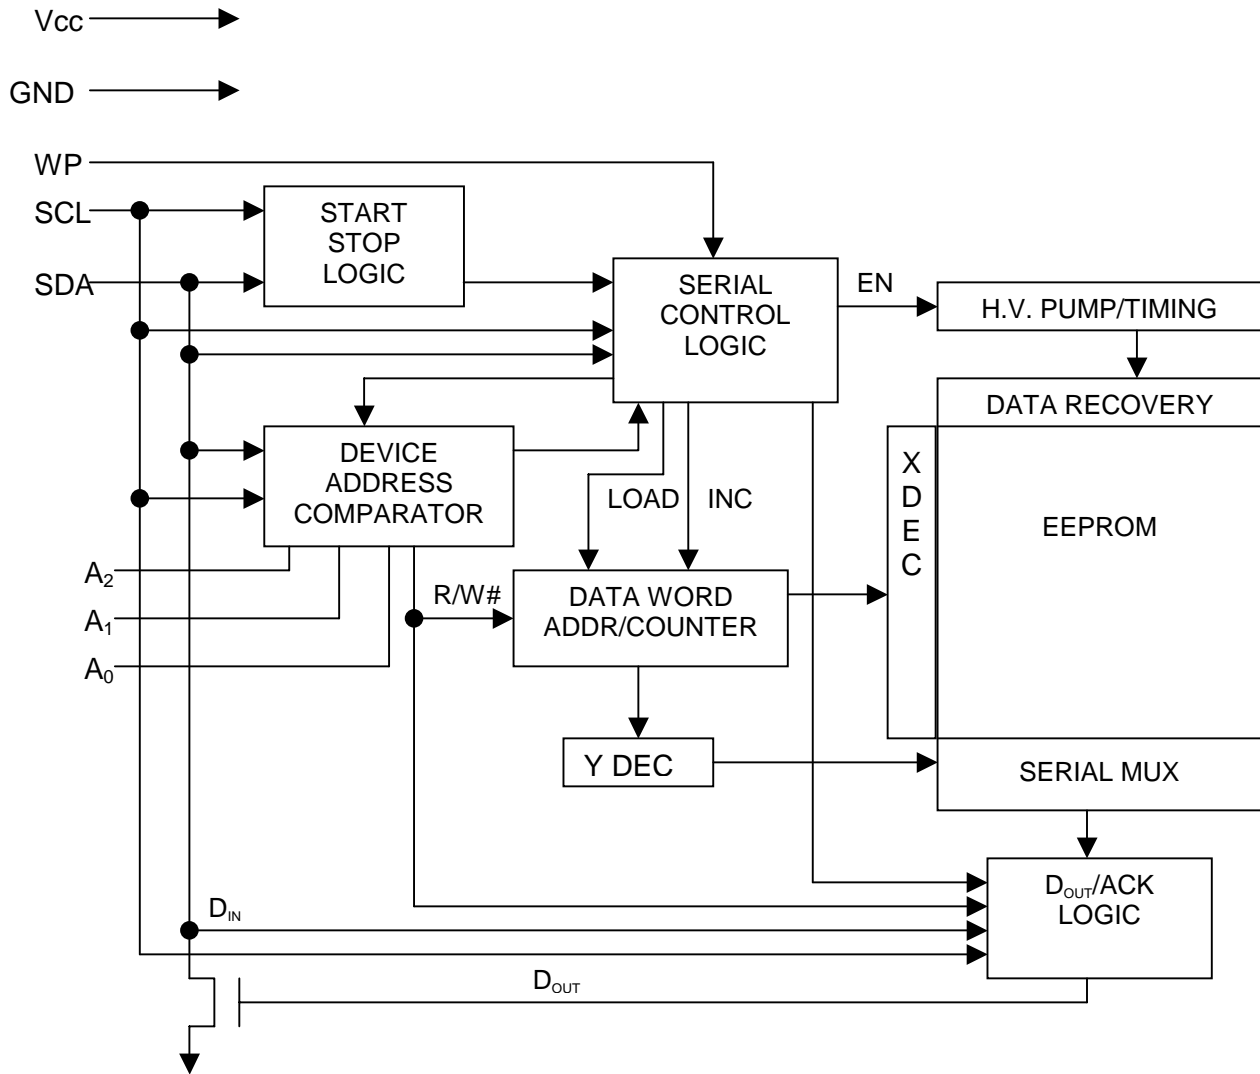 Vcc
GND
WP
SCL
SDA
START
STOP
LOGIC
SERIAL
CONTROL
LOGIC
EN
H.V. PUMP/TIMING
DATA RECOVERY
DEVICE
ADDRESS
COMPARATOR
LOAD
INC
X
D
E
C
EEPROM
A2
A1
A0
R/W#
DATA WORD
ADDR/COUNTER
Y DEC
SERIAL MUX
DOUT/ACK
LOGIC
DIN
DOUT